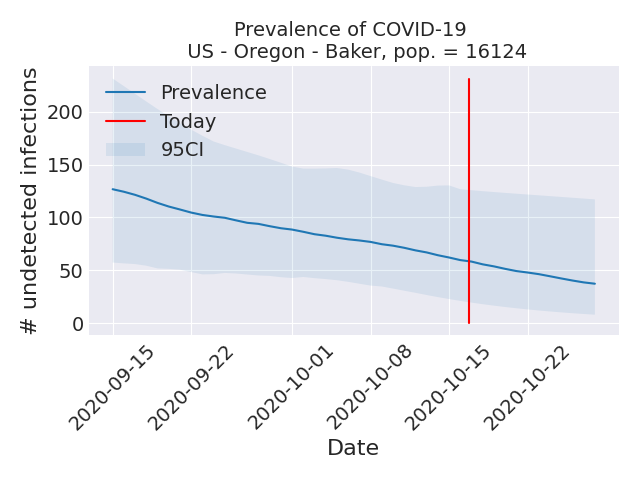 Prevalence of COVID-19
US - Oregon - Baker, pop. = 16124
# undetected infections
200
150
100
50
0
Prevalence
Today
95CI
2020-09-15
2020-09-22
2020-10-01
2020-10-08
2020-10-15
2020-10-22
Date